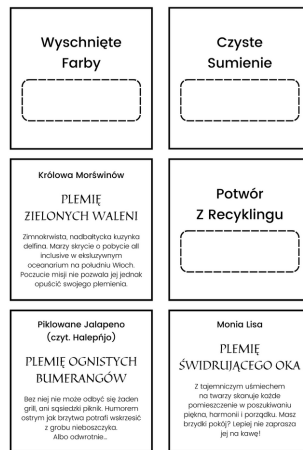 Wyschnięte
Farby
Czyste
Sumienie
Królowa Morświnów
PLEMIĘ
ZIELONYCH WALENI
Zimnokrwista, nadbałtycka kuzynka
delfina. Marzy skrycie o pobycie all
inclusive w ekskluzywnym
oceanarium na południu Włoch.
Poczucie misji nie pozwala jej jednak
opuścić swojego plemienia.
Potwór
Z Recyklingu
Piklowane Jalapeno
(czyt. Halepńjo)
PLEMIĘ OGNISTYCH
BUMERANGÓW
Bez niej nie może odbyć się żaden
grill, ani sąsiedzki piknik. Humorem
ostrym jak brzytwa potrafi wskrzesić
z grobu nieboszczyka.
Albo odwrotnie...
Monia Lisa
PLEMIĘ
ŚWIDRUJĄCEGO OKA
Z tajemniczym uśmiechem
na twarzy skanuje każde
pomieszczenie w poszukiwaniu
piękna, harmonii i porządku. Masz
brzydki pokój? Lepiej nie zaprasza
jej na kawę!